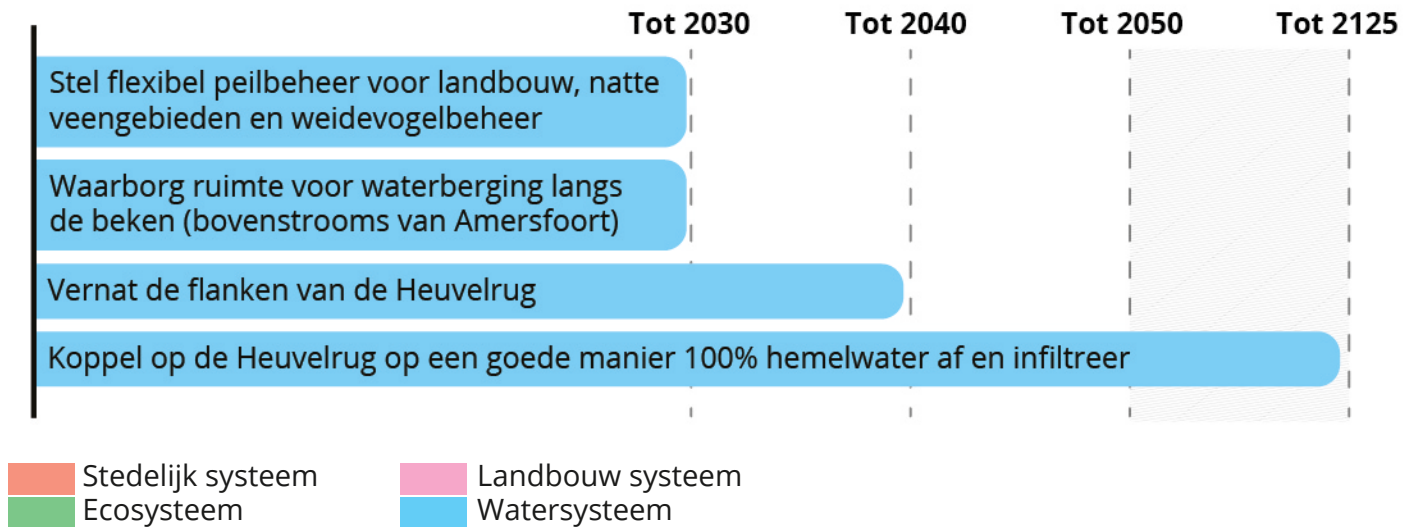 Tot 2030 Tot 2040 Tot 2050 Tot 2125
Stel flexibel peilbeheer voor landbouw, natte
veengebieden en weidevogelbeheer
Waarborg ruimte voor waterberging langs
de beken (bovenstrooms van Amersfoort)
Vernat de flanken van de Heuvelrug
Koppel op de Heuvelrug op een goede manier 100% hemelwater af en infiltreer
Stedelijk systeem Landbouw systeem
Ecosysteem Watersysteem